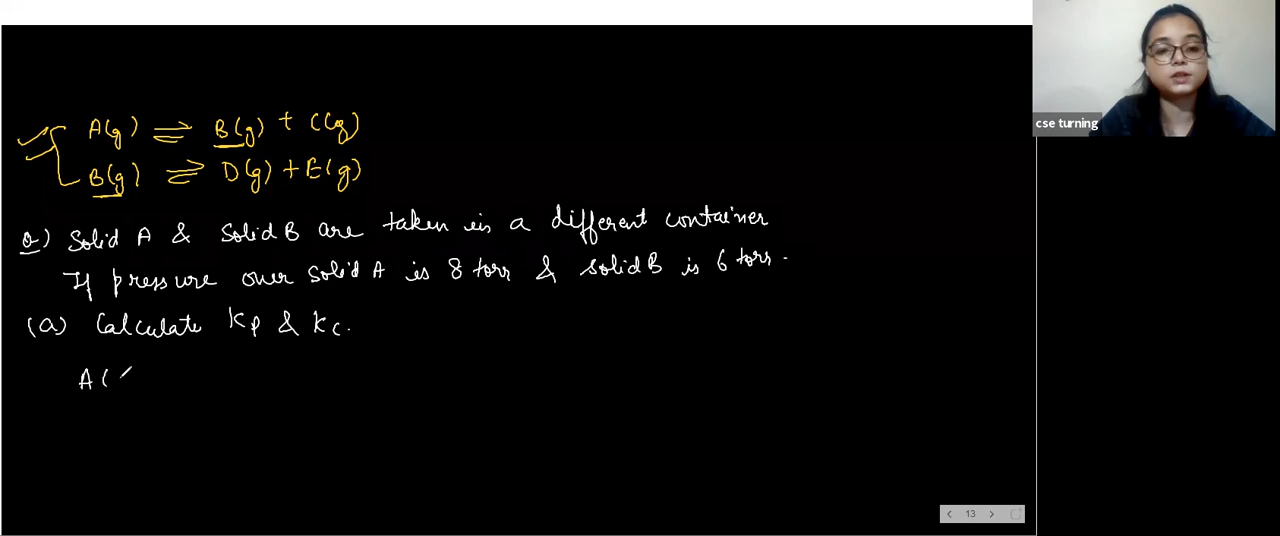 A(g) ⇌ B(g) + C(g)
B(g) ⇌ D(g) + E(g)
Q) Solid A & Solid B are taken in a different container
If pressure over Solid A is 8 torr & Solid B is 6 torr.
(a) Calculate Kp & Kc.
A(
cse turning
13